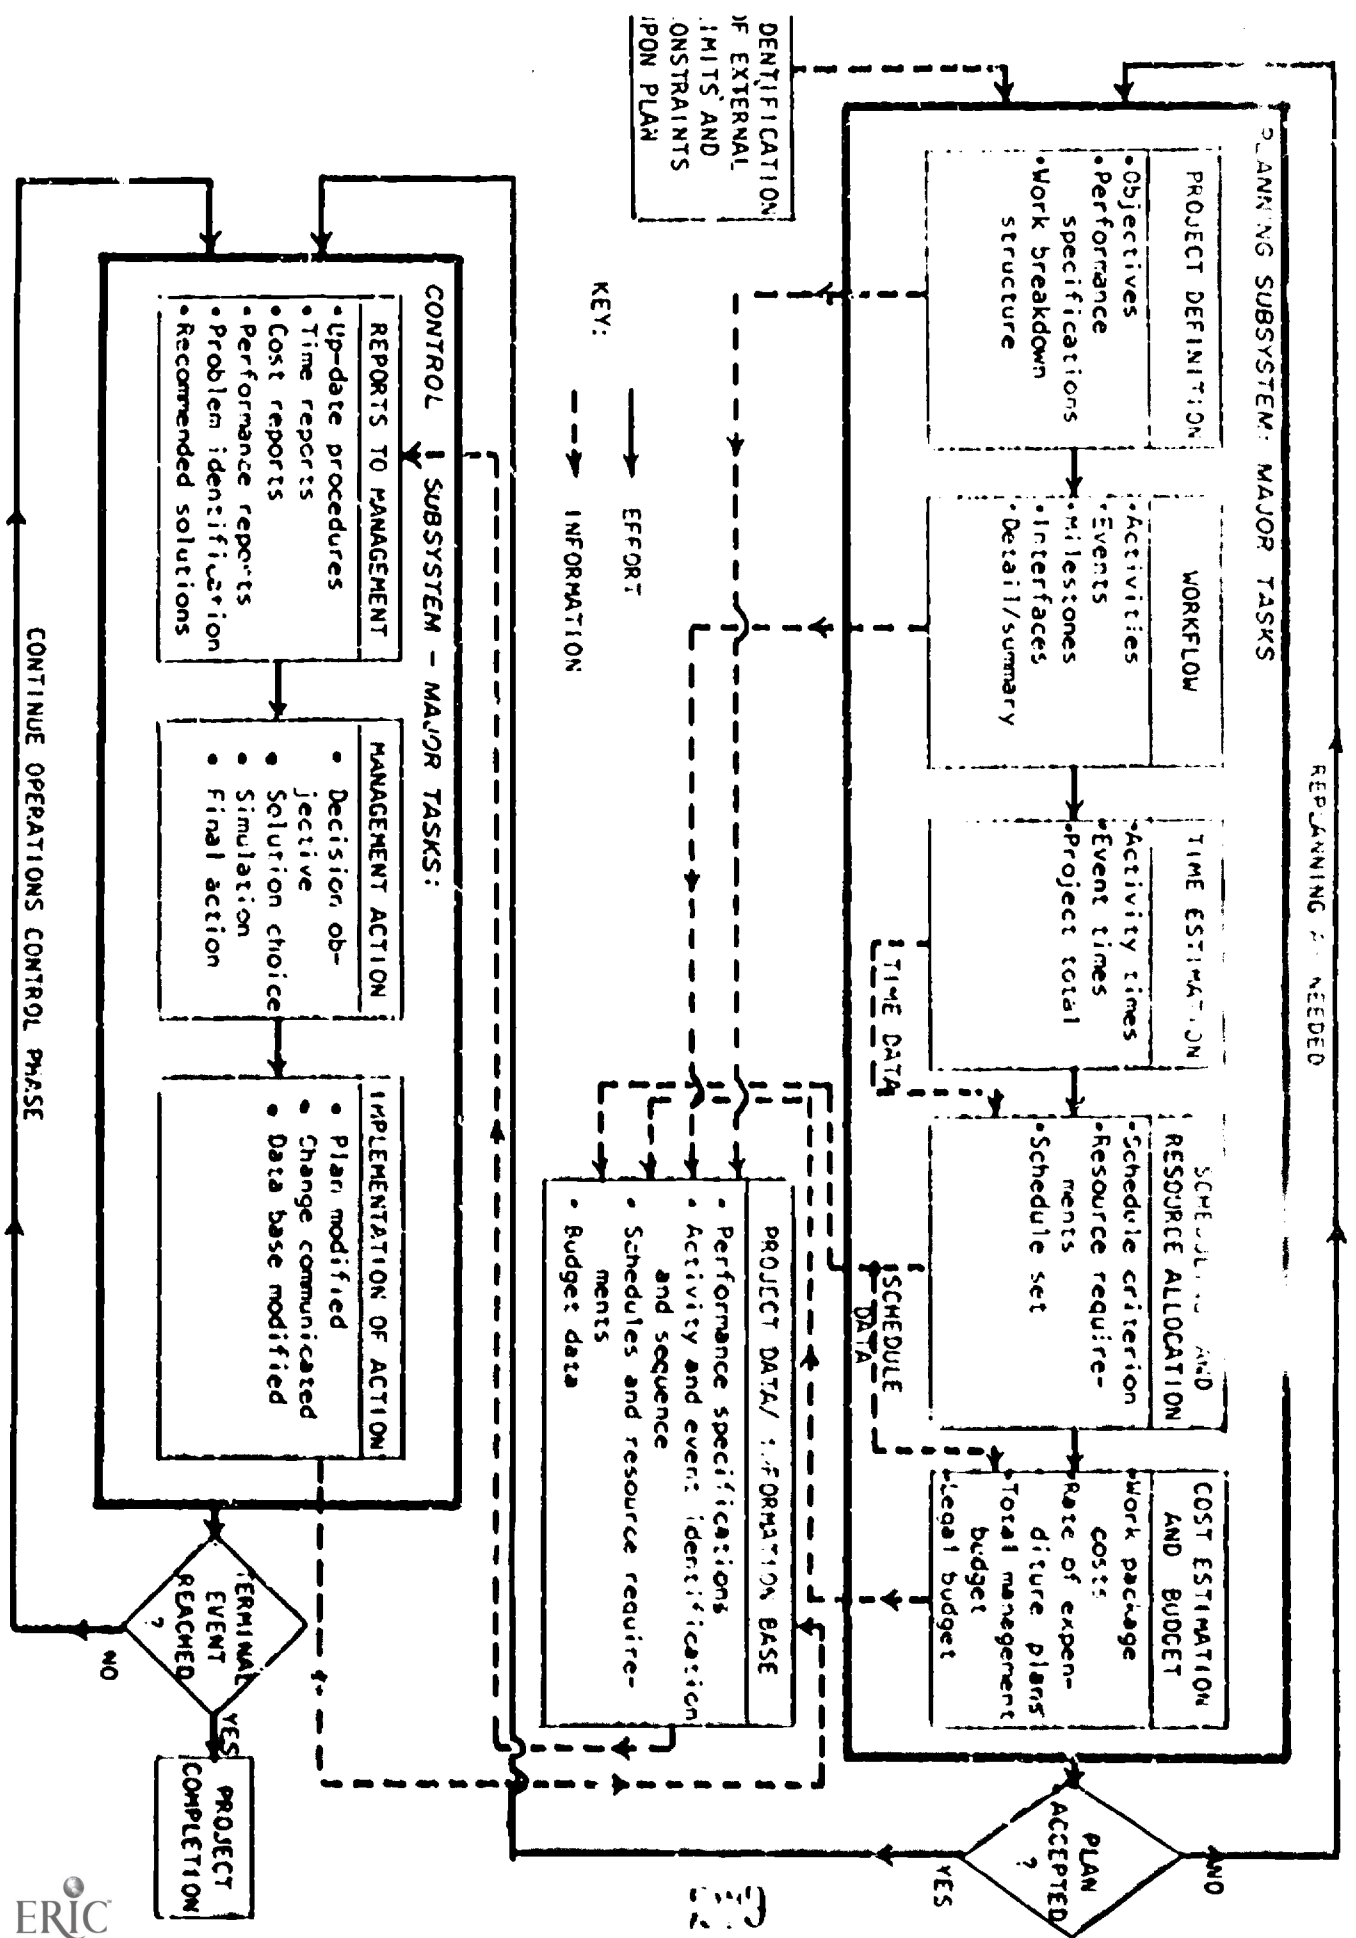 REPLANNING NEEDED
PLANNING SUBSYSTEM: MAJOR TASKS
PROJECT DEFINITION
•Objectives
•Performance
specifications
•Work breakdown
structure
WORKFLOW
•Activities
•Events
•Milestones
•Interfaces
•Detail/summary
TIME ESTIMATION
•Activity times
•Event times
•Project total
SCHEDULING AND
RESOURCE ALLOCATION
•Schedule criterion
•Resource require-
ments
•Schedule set
COST ESTIMATION
AND BUDGET
•Work package
costs
•Rate of expen-
diture plans
•Total management
budget
•Legal budget
PLAN
ACCEPTED
?
NO
YES
TIME DATA
SCHEDULE
DATA
DENTIFICATION
OF EXTERNAL
IMITS AND
ONSTRAINTS
PON PLAN
KEY:
EFFORT
INFORMATION
PROJECT DATA/ INFORMATION BASE
• Performance specifications
• Activity and event identification
and sequence
• Schedules and resource require-
ments
• Budget data
CONTROL SUBSYSTEM - MAJOR TASKS:
REPORTS TO MANAGEMENT
•Up-date procedures
•Time reports
•Cost reports
•Performance reports
•Problem identification
•Recommended solutions
MANAGEMENT ACTION
• Decision ob-
jective
• Solution choice
• Simulation
• Final action
IMPLEMENTATION OF ACTION
• Plan modified
• Change communicated
• Data base modified
TERMINAL
EVENT
REACHED
?
YES
NO
PROJECT
COMPLETION
CONTINUE OPERATIONS CONTROL PHASE
ERIC